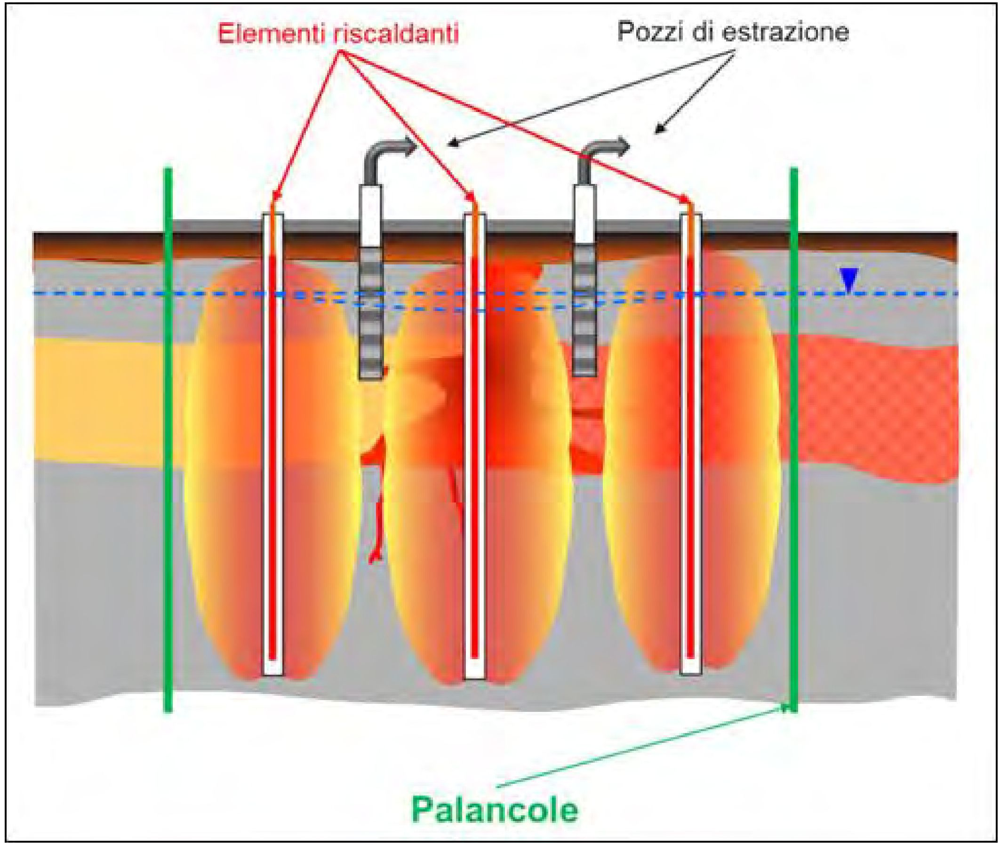 Elementi riscaldanti
Pozzi di estrazione
Palancole